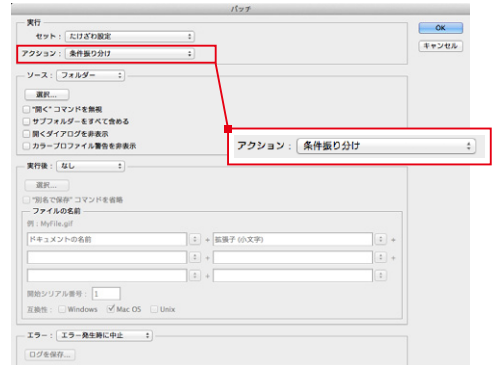 バッチ
実行
セット： たけざわ設定
アクション： 条件振り分け
OK
キャンセル
ソース： フォルダー
選択...
"開く" コマンドを無視
サブフォルダーをすべて含める
開くダイアログを非表示
カラープロファイル警告を非表示
アクション： 条件振り分け
実行後： なし
選択...
"別名で保存" コマンドを省略
ファイルの名前
例：MyFile.gif
ドキュメントの名前 + 拡張子 (小文字) +
+ +
+
開始シリアル番号： 1
互換性： Windows Mac OS Unix
エラー： エラー発生時に中止
ログを保存...